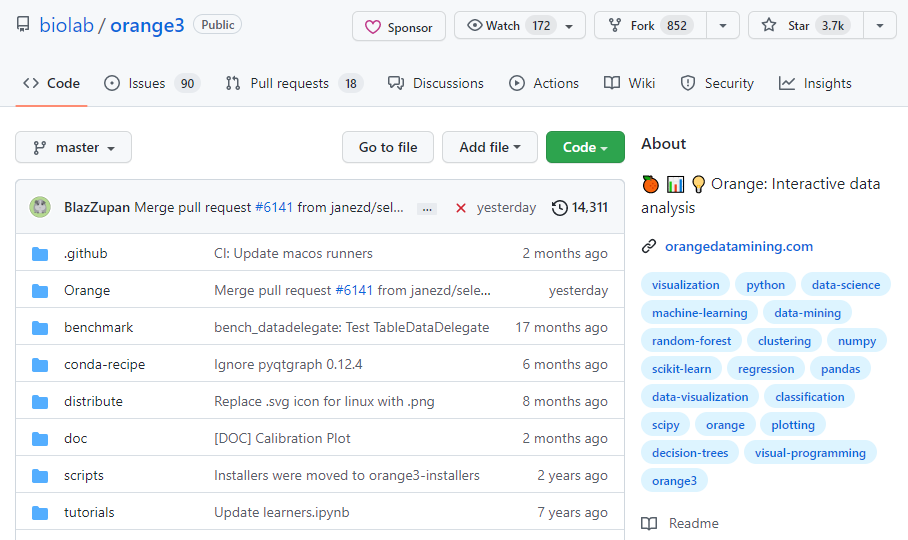 biolab / orange3 Public Sponsor Watch 172 Fork 852 Star 3.7k
Code Issues 90 Pull requests 18 Discussions Actions Wiki Security Insights
master Go to file Add file Code
BlazZupan Merge pull request #6141 from janezd/sel... ... yesterday 14,311
.github CI: Update macos runners 2 months ago
Orange Merge pull request #6141 from janezd/sele... yesterday
benchmark bench_datadelegate: Test TableDataDelegate 17 months ago
conda-recipe Ignore pyqtgraph 0.12.4 6 months ago
distribute Replace .svg icon for linux with .png 8 months ago
doc [DOC] Calibration Plot 2 months ago
scripts Installers were moved to orange3-installers 2 years ago
tutorials Update learners.ipynb 7 years ago
About
🍊 📊 💡 Orange: Interactive data
analysis
orangedatamining.com
visualization python data-science
machine-learning data-mining
random-forest clustering numpy
scikit-learn regression pandas
data-visualization classification
scipy orange plotting
decision-trees visual-programming
orange3
Readme